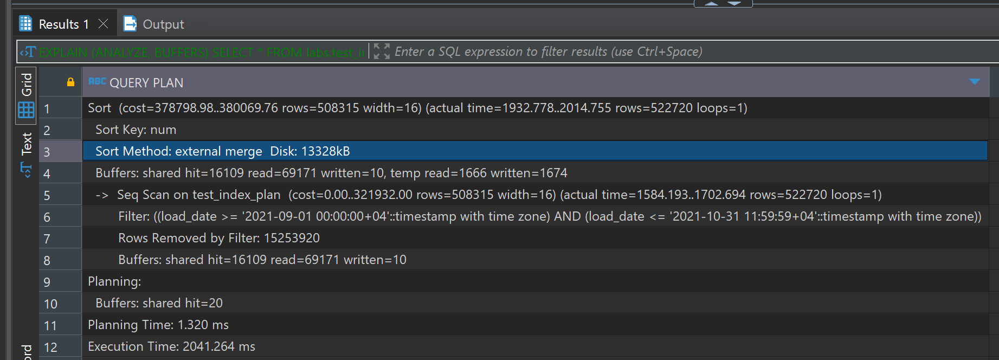 Results 1
Output
EXPLAIN (ANALYZE, BUFFERS) SELECT * FROM labs.test_i
Enter a SQL expression to filter results (use Ctrl+Space)
Grid
Text
ABC QUERY PLAN
1 Sort (cost=378798.98..380069.76 rows=508315 width=16) (actual time=1932.778..2014.755 rows=522720 loops=1)
2 Sort Key: num
3 Sort Method: external merge Disk: 13328kB
4 Buffers: shared hit=16109 read=69171 written=10, temp read=1666 written=1674
5 -> Seq Scan on test_index_plan (cost=0.00..321932.00 rows=508315 width=16) (actual time=1584.193..1702.694 rows=522720 loops=1)
6 Filter: ((load_date >= '2021-09-01 00:00:00+04'::timestamp with time zone) AND (load_date <= '2021-10-31 11:59:59+04'::timestamp with time zone))
7 Rows Removed by Filter: 15253920
8 Buffers: shared hit=16109 read=69171 written=10
9 Planning:
10 Buffers: shared hit=20
11 Planning Time: 1.320 ms
12 Execution Time: 2041.264 ms